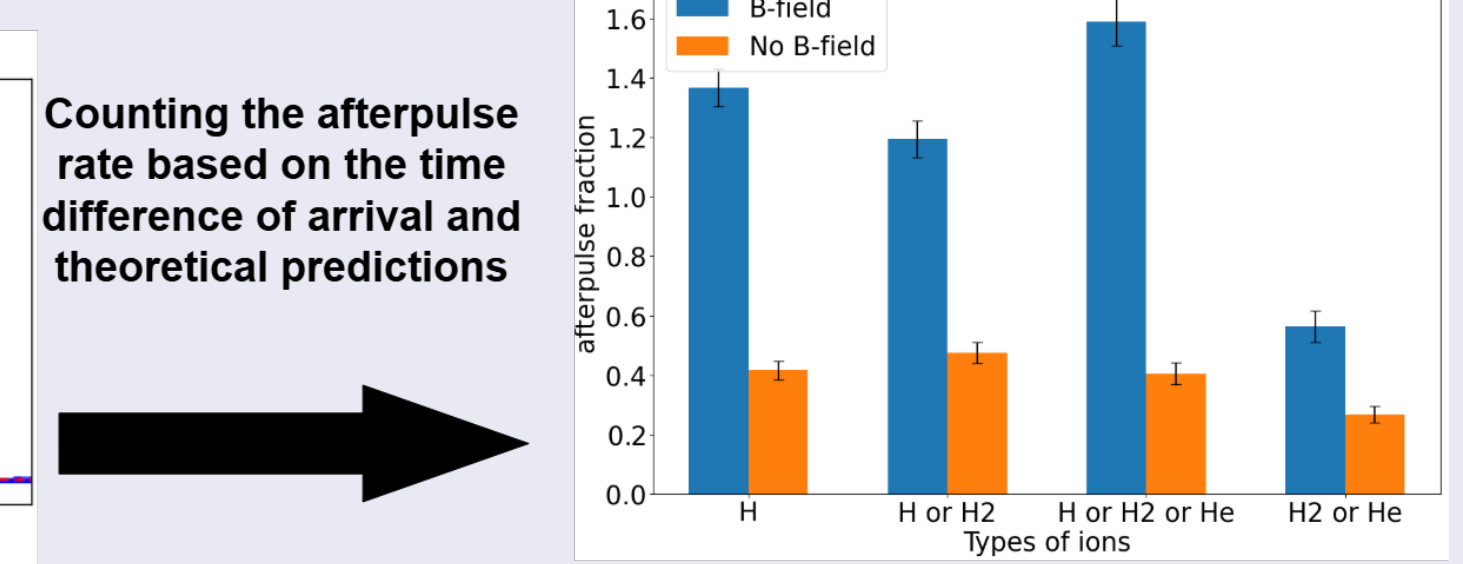 Counting the afterpulse
rate based on the time
difference of arrival and
theoretical predictions
B-field
No B-field
afterpulse fraction
1.6
1.4
1.2
1.0
0.8
0.6
0.4
0.2
0.0
H
H or H2
H or H2 or He
H2 or He
Types of ions